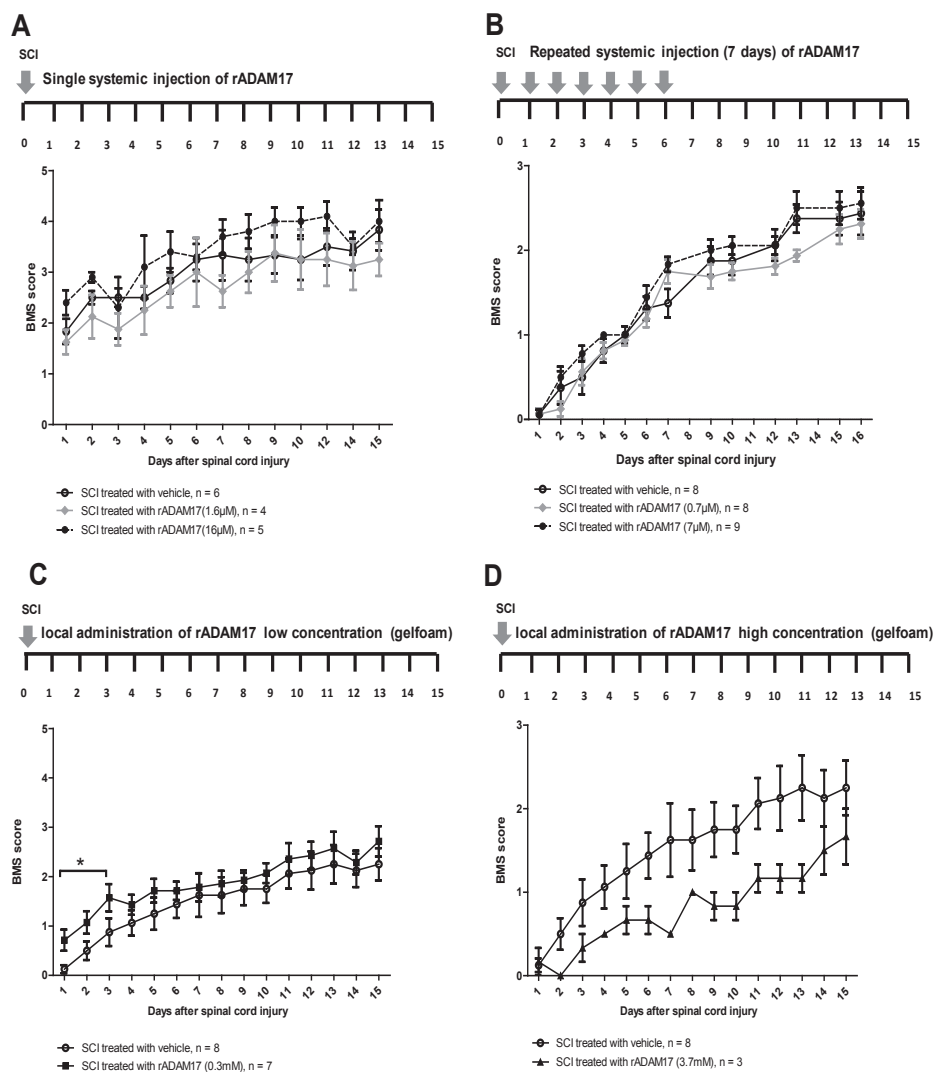 A
SCI
Single systemic injection of rADAM17
0 1 2 3 4 5 6 7 8 9 10 11 12 13 14 15
5
4
3
2
1
0
BMS score
1 2 3 4 5 6 7 8 9 10 11 12 14 15
Days after spinal cord injury
SCI treated with vehicle, n = 6
SCI treated with rADAM17(1.6µM), n = 4
SCI treated with rADAM17(16µM), n = 5
B
SCI Repeated systemic injection (7 days) of rADAM17
0 1 2 3 4 5 6 7 8 9 10 11 12 13 14 15
3
2
1
0
BMS score
1 2 3 4 5 6 7 9 10 12 13 15 16
Days after spinal cord injury
SCI treated with vehicle, n = 8
SCI treated with rADAM17 (0.7µM), n = 8
SCI treated with rADAM17 (7µM), n = 9
C
SCI
local administration of rADAM17 low concentration (gelfoam)
0 1 2 3 4 5 6 7 8 9 10 11 12 13 14 15
5
4
3
2
1
0
BMS score
*
1 2 3 4 5 6 7 8 9 10 11 12 13 14 15
Days after spinal cord injury
SCI treated with vehicle, n = 8
SCI treated with rADAM17 (0.3mM), n = 7
D
SCI
local administration of rADAM17 high concentration (gelfoam)
0 1 2 3 4 5 6 7 8 9 10 11 12 13 14 15
3
2
1
0
BMS score
1 2 3 4 5 6 7 8 9 10 11 12 13 14 15
Days after spinal cord injury
SCI treated with vehicle, n = 8
SCI treated with rADAM17 (3.7mM), n = 3